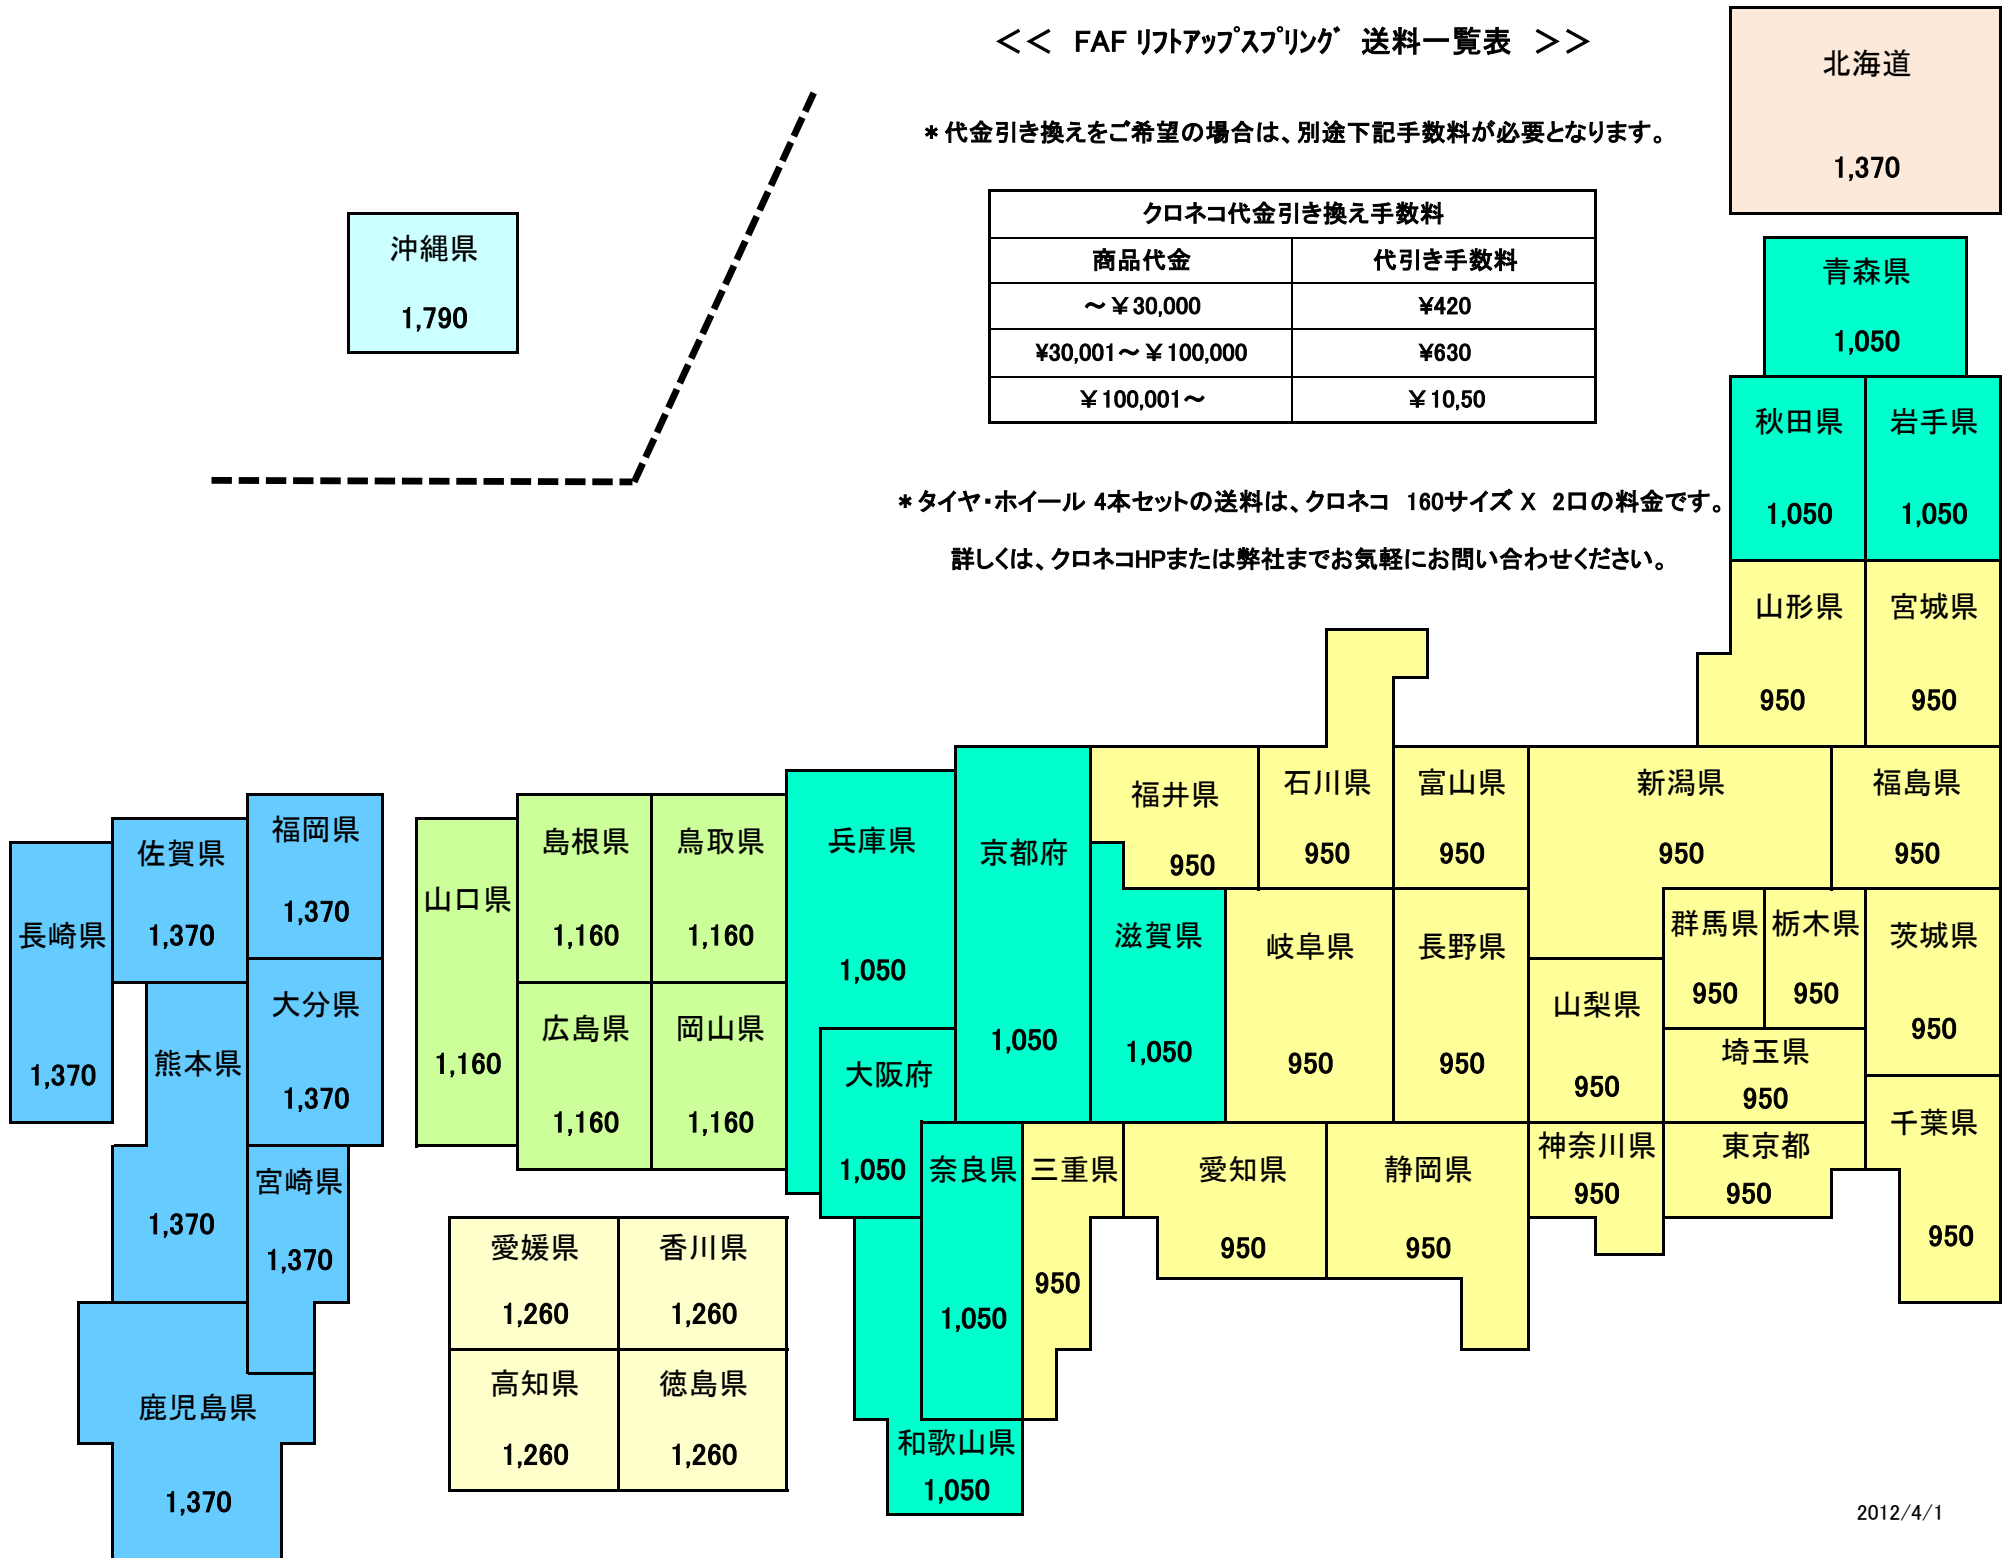 <<　FAF リフトアップスプリング　送料一覧表　>>
北海道
1,370
*代金引き換えをご希望の場合は、別途下記手数料が必要となります。
クロネコ代金引き換え手数料
商品代金 代引き手数料
～￥30,000 ¥420
¥30,001～￥100,000 ¥630
￥100,001～ ￥10,50
沖縄県
1,790
青森県
1,050
秋田県 岩手県
1,050 1,050
*タイヤ・ホイール 4本セットの送料は、クロネコ　160サイズ X　2口の料金です。
詳しくは、クロネコHPまたは弊社までお気軽にお問い合わせください。
山形県 宮城県
950 950
福井県
950
石川県
950
富山県
950
新潟県
950
福島県
950
長崎県
1,370
佐賀県
1,370
福岡県
1,370
山口県
1,160
島根県
1,160
鳥取県
1,160
兵庫県
1,050
京都府
1,050
滋賀県
1,050
岐阜県
950
長野県
950
山梨県
950
群馬県
950
栃木県
950
茨城県
950
熊本県
1,370
大分県
1,370
広島県
1,160
岡山県
1,160
大阪府
1,050
埼玉県
950
千葉県
950
宮崎県
1,370
奈良県
1,050
三重県
950
愛知県
950
静岡県
950
神奈川県
950
東京都
950
愛媛県
1,260
香川県
1,260
高知県
1,260
徳島県
1,260
鹿児島県
1,370
和歌山県
1,050
2012/4/1